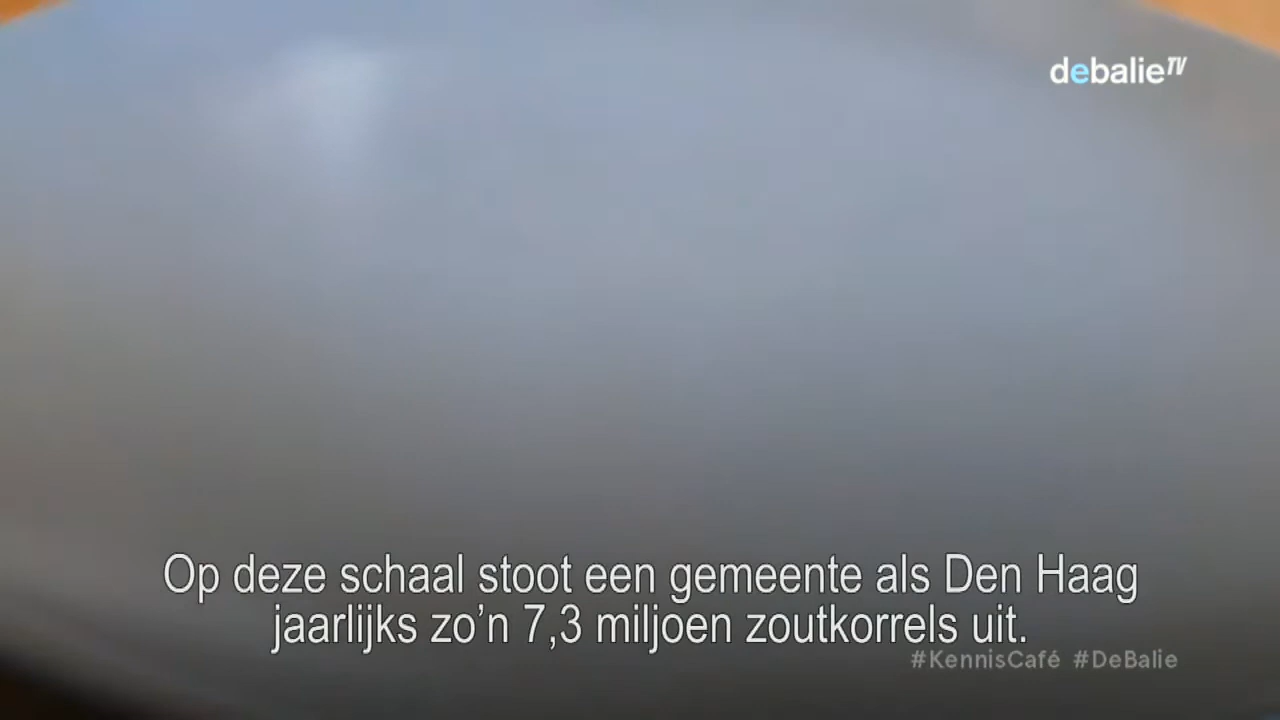 debalieTV
Op deze schaal stoot een gemeente als Den Haag
jaarlijks zo’n 7,3 miljoen zoutkorrels uit.
#KennisCafé #DeBalie